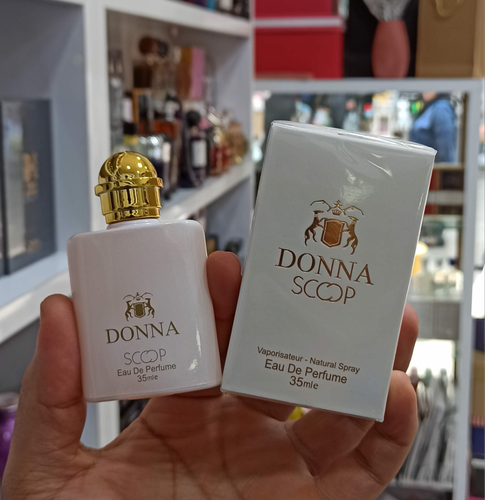 DONNA
SCOOP
Eau De Perfume
35mle
DONNA
SCOOP
Vaporisateur - Natural Spray
Eau De Perfume
35mle